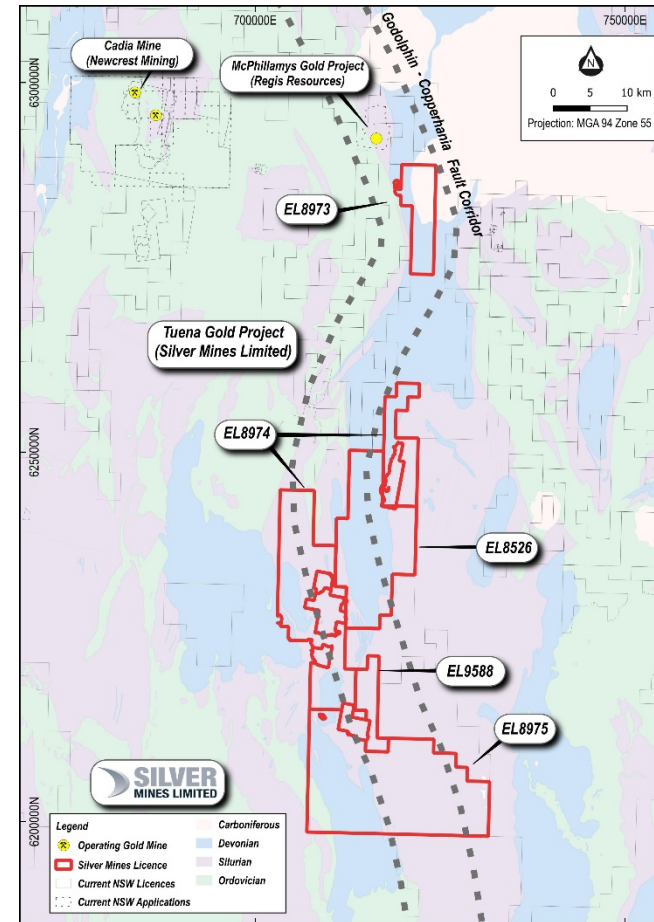 700000E
750000E
Cadia Mine
(Newcrest Mining)
McPhillamys Gold Project
(Regis Resources)
Godolphin - Copperhania Fault Corridor
N
0 5 10 km
Projection: MGA 94 Zone 55
6300000N
EL8973
Tuena Gold Project
(Silver Mines Limited)
EL8974
6250000N
EL8526
EL9588
EL8975
SILVER
MINES LIMITED
6200000N
Legend
Operating Gold Mine
Silver Mines Licence
Current NSW Licences
Current NSW Applications
Carboniferous
Devonian
Silurian
Ordovician